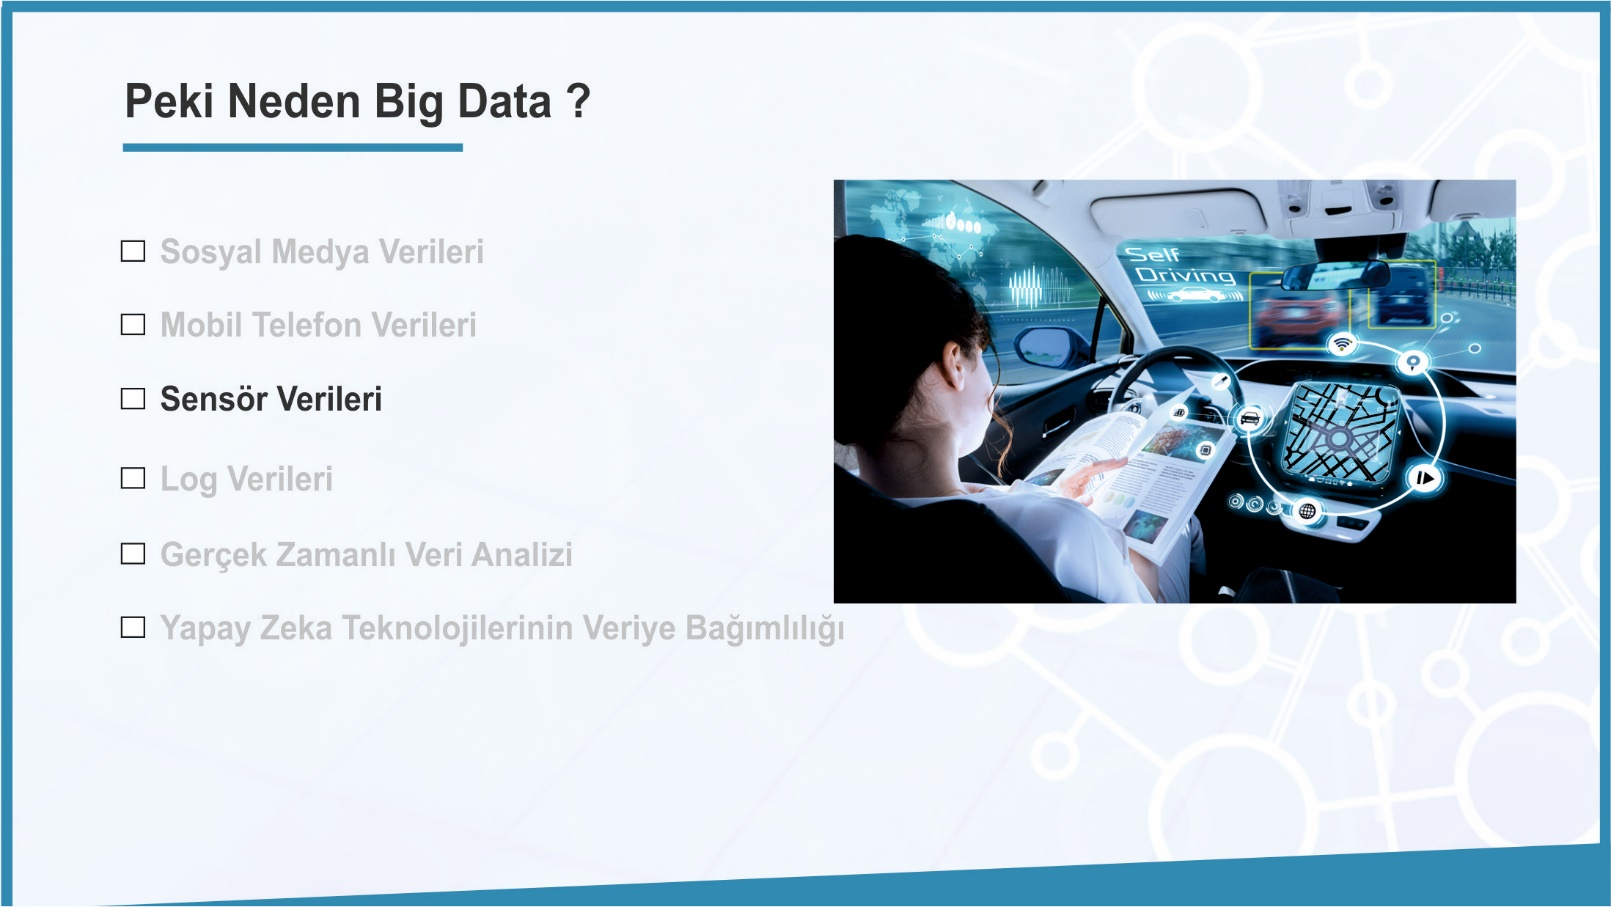 Peki Neden Big Data ?
Sosyal Medya Verileri
Mobil Telefon Verileri
Sensör Verileri
Log Verileri
Gerçek Zamanlı Veri Analizi
Yapay Zeka Teknolojilerinin Veriye Bağımlılığı
Self
Driving